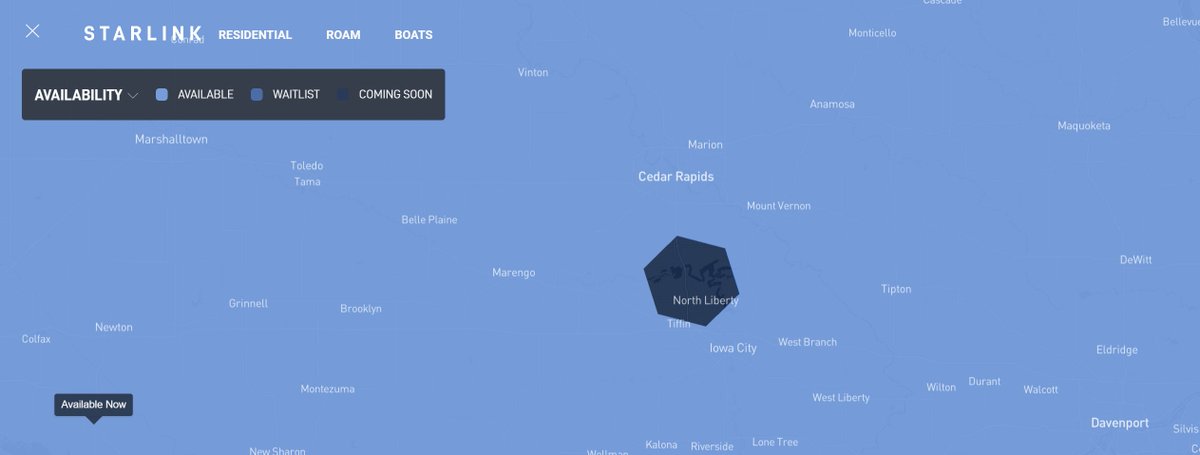 Cascade
Bellevue
STARLINK RESIDENTIAL ROAM BOATS
Conrad
Monticello
Vinton
AVAILABILITY AVAILABLE WAITLIST COMING SOON
Anamosa
Maquoketa
Marshalltown
Marion
Toledo
Tama
Cedar Rapids
Mount Vernon
Belle Plaine
DeWitt
Marengo
Tipton
North Liberty
Grinnell
Brooklyn
Tiffin
Newton
Colfax
Iowa City
West Branch
Eldridge
Montezuma
Wilton
Durant
Walcott
West Liberty
Available Now
Davenport
Silvis
Kalona
Riverside
Lone Tree
New Sharon
Wellman